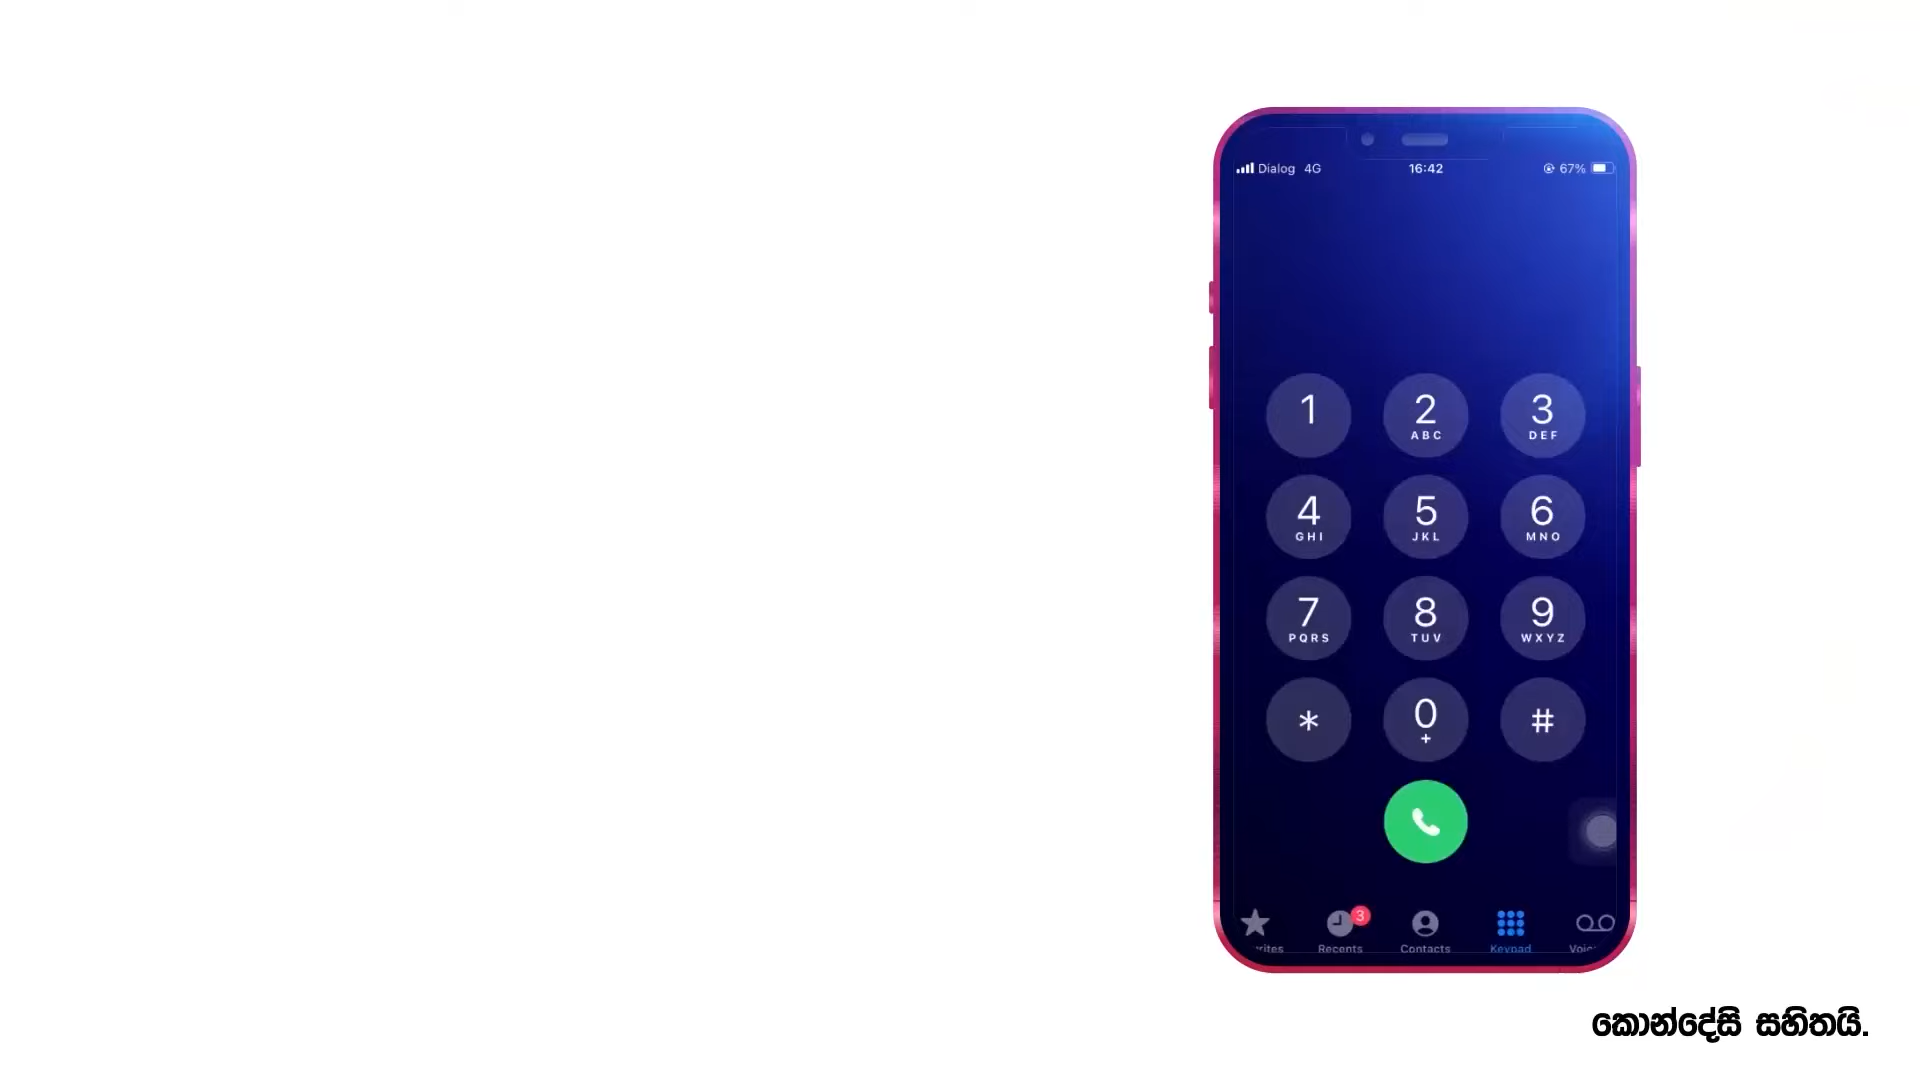 Dialog 4G 16:42 67%
1 2 3
ABC DEF
4 5 6
GHI JKL MNO
7 8 9
PQRS TUV WXYZ
* 0 #
+
3
Recents Contacts Keypad
කොන්දේසි සහිතයි.